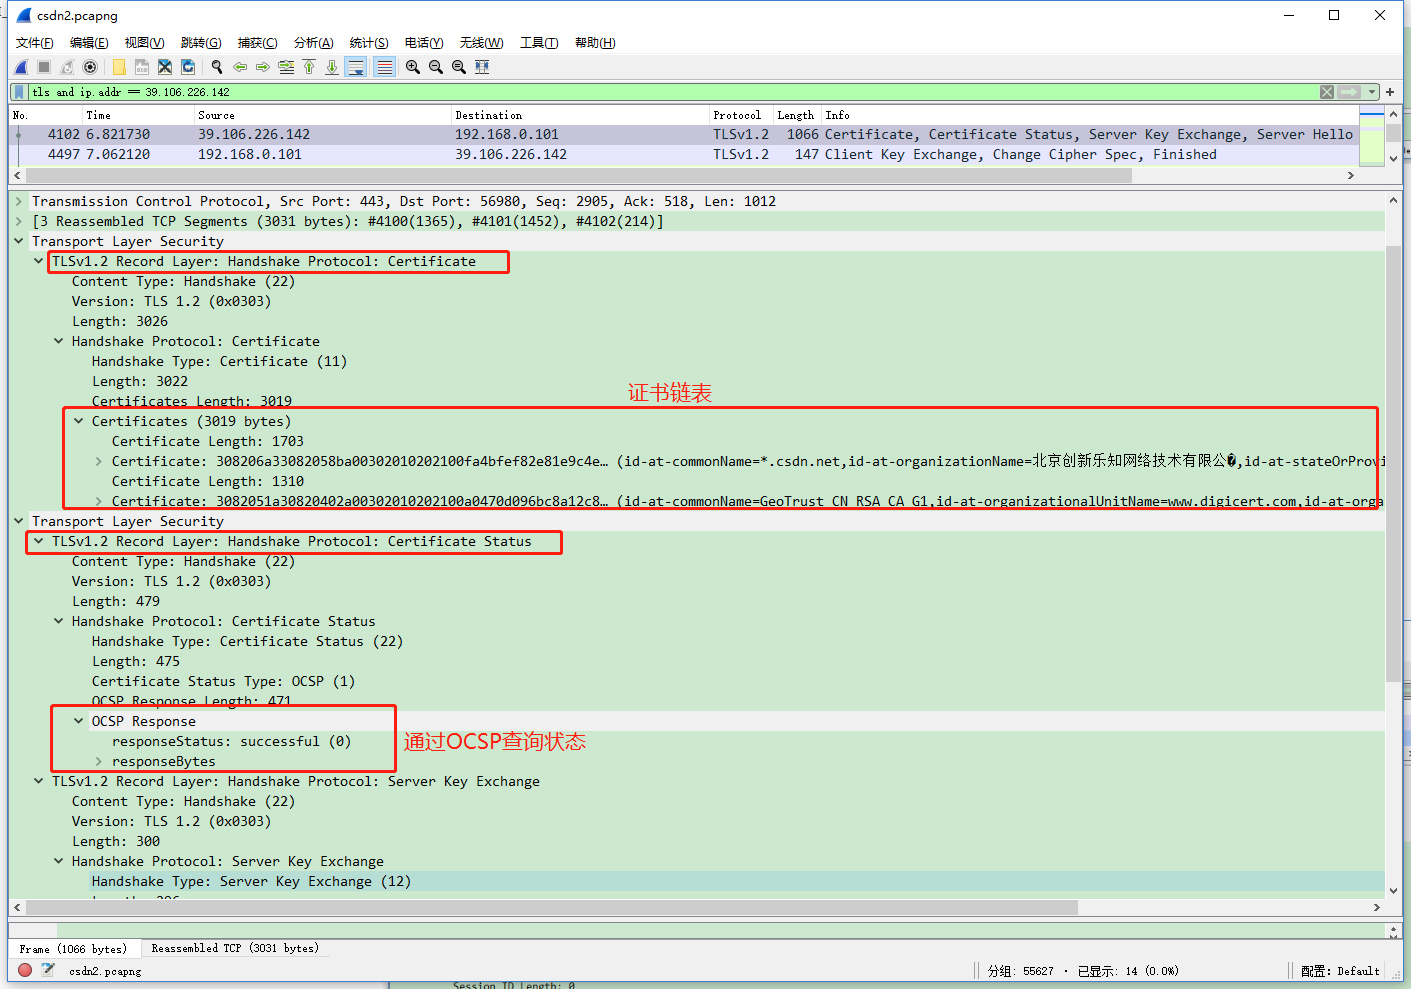 csdn2.pcapng
文件(F) 编辑(E) 视图(V) 跳转(G) 捕获(C) 分析(A) 统计(S) 电话(Y) 无线(W) 工具(T) 帮助(H)
tls and ip.addr == 39.106.226.142
No. Time Source Destination Protocol Length Info
4102 6.821730 39.106.226.142 192.168.0.101 TLSv1.2 1066 Certificate, Certificate Status, Server Key Exchange, Server Hello
4497 7.062120 192.168.0.101 39.106.226.142 TLSv1.2 147 Client Key Exchange, Change Cipher Spec, Finished
Transmission Control Protocol, Src Port: 443, Dst Port: 56980, Seq: 2905, Ack: 518, Len: 1012
[3 Reassembled TCP Segments (3031 bytes): #4100(1365), #4101(1452), #4102(214)]
Transport Layer Security
TLSv1.2 Record Layer: Handshake Protocol: Certificate
Content Type: Handshake (22)
Version: TLS 1.2 (0x0303)
Length: 3026
Handshake Protocol: Certificate
Handshake Type: Certificate (11)
Length: 3022
证书链表
Certificates Length: 3019
Certificates (3019 bytes)
Certificate Length: 1703
Certificate: 308206a33082058ba00302010202100fa4bfef82e81e9c4e… (id-at-commonName=*.csdn.net,id-at-organizationName=北京创新乐知网络技术有限公�,id-at-stateOrProvi
Certificate Length: 1310
Certificate: 3082051a30820402a00302010202100a0470d096bc8a12c8… (id-at-commonName=GeoTrust CN RSA CA G1,id-at-organizationalUnitName=www.digicert.com,id-at-orga
Transport Layer Security
TLSv1.2 Record Layer: Handshake Protocol: Certificate Status
Content Type: Handshake (22)
Version: TLS 1.2 (0x0303)
Length: 479
Handshake Protocol: Certificate Status
Handshake Type: Certificate Status (22)
Length: 475
Certificate Status Type: OCSP (1)
OCSP Response Length: 471
OCSP Response
responseStatus: successful (0)
通过OCSP查询状态
responseBytes
TLSv1.2 Record Layer: Handshake Protocol: Server Key Exchange
Content Type: Handshake (22)
Version: TLS 1.2 (0x0303)
Length: 300
Handshake Protocol: Server Key Exchange
Handshake Type: Server Key Exchange (12)
Frame (1066 bytes) Reassembled TCP (3031 bytes)
csdn2.pcapng 分组: 55627 · 已显示: 14 (0.0%) 配置: Default
Session ID Length: 0